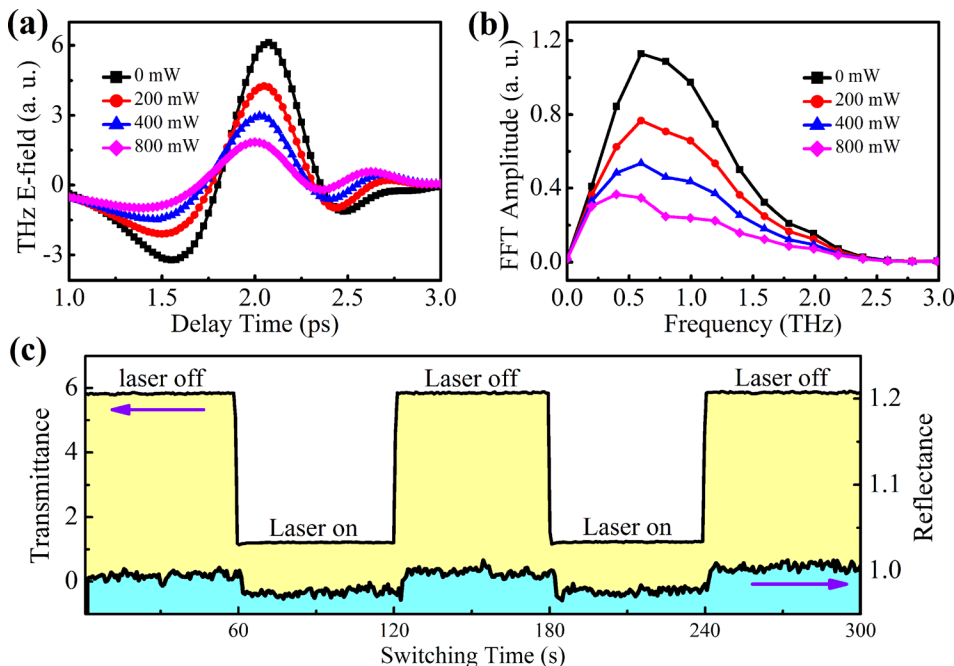 (a)
6
3
0
-3
THz E-field (a. u.)
0 mW
200 mW
400 mW
800 mW
1.0 1.5 2.0 2.5 3.0
Delay Time (ps)
(b)
1.2
0.8
0.4
0.0
FFT Amplitude (a. u.)
0 mW
200 mW
400 mW
800 mW
0.0 0.5 1.0 1.5 2.0 2.5 3.0
Frequency (THz)
(c)
6
4
2
0
Transmittance
laser off Laser off Laser off
Laser on Laser on
1.2
1.1
1.0
Reflectance
60 120 180 240 300
Switching Time (s)